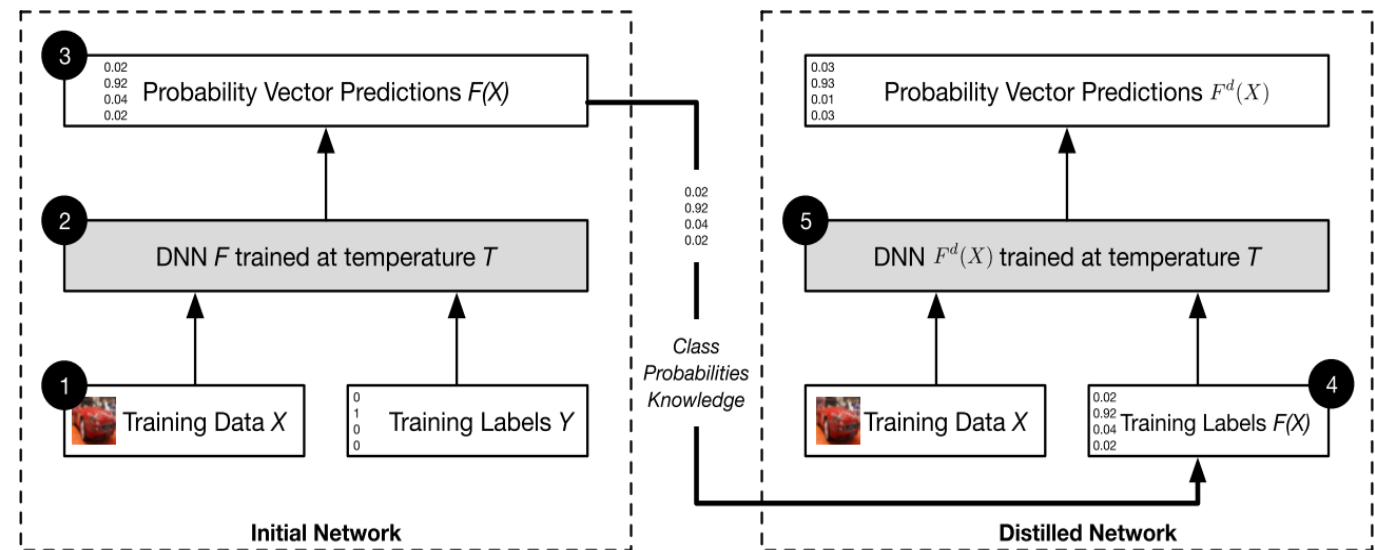 3
0.02
0.92
0.04
0.02
Probability Vector Predictions F(X)
2
DNN F trained at temperature T
1
Training Data X
0
1
0
0
Training Labels Y
Initial Network
0.02
0.92
0.04
0.02
Class
Probabilities
Knowledge
0.03
0.93
0.01
0.03
Probability Vector Predictions F^d(X)
5
DNN F^d(X) trained at temperature T
Training Data X
4
0.02
0.92
0.04
0.02
Training Labels F(X)
Distilled Network